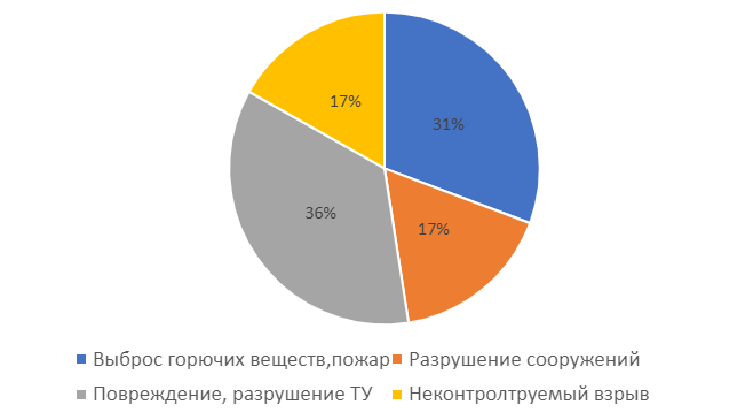 17%
31%
36%
17%
Выброс горючих веществ,пожар
Разрушение сооружений
Повреждение, разрушение ТУ
Неконтролтруемый взрыв